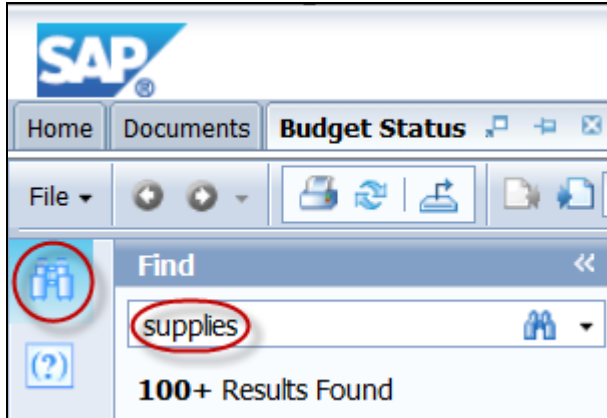 SAP®
Home Documents Budget Status
File
Find
supplies
(?)
100+ Results Found